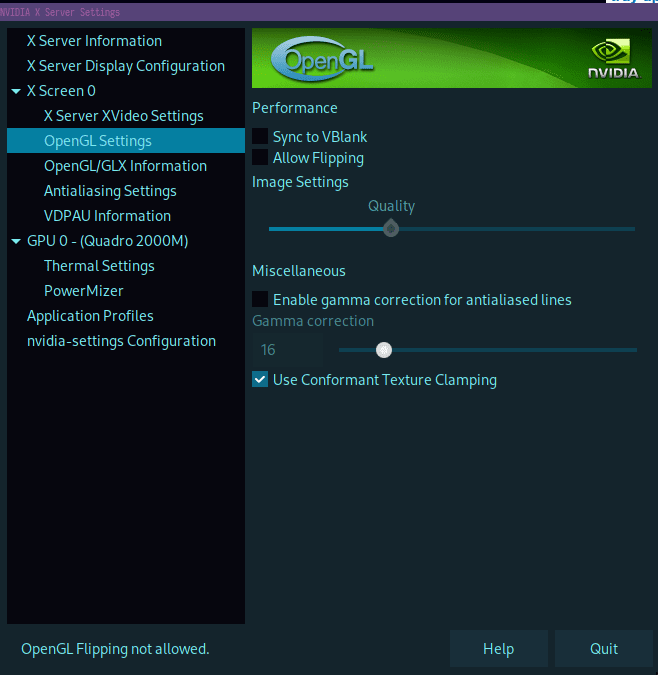 NVIDIA X Server Settings
X Server Information
X Server Display Configuration
X Screen 0
X Server XVideo Settings
OpenGL Settings
OpenGL/GLX Information
Antialiasing Settings
VDPAU Information
GPU 0 - (Quadro 2000M)
Thermal Settings
PowerMizer
Application Profiles
nvidia-settings Configuration
OpenGL
NVIDIA
Performance
Sync to VBlank
Allow Flipping
Image Settings
Quality
Miscellaneous
Enable gamma correction for antialiased lines
Gamma correction
16
Use Conformant Texture Clamping
OpenGL Flipping not allowed.
Help
Quit